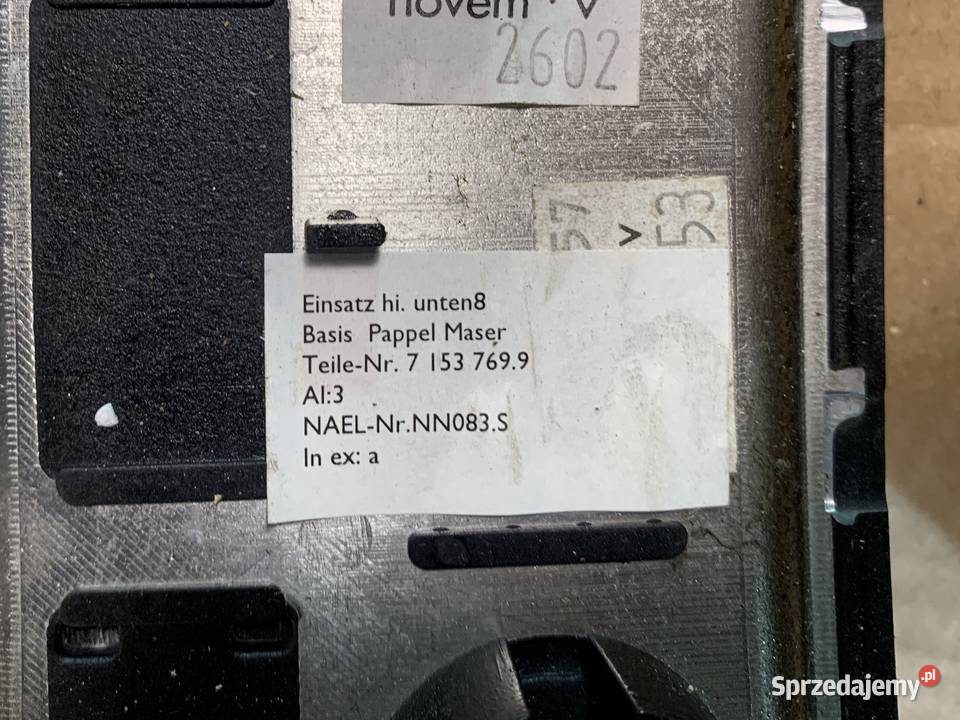 novem V
2602
57 V 53
Einsatz hi. unten8
Basis Pappel Maser
Teile-Nr. 7 153 769.9
AI:3
NAEL-Nr.NN083.S
In ex: a
Sprzedajemy.pl